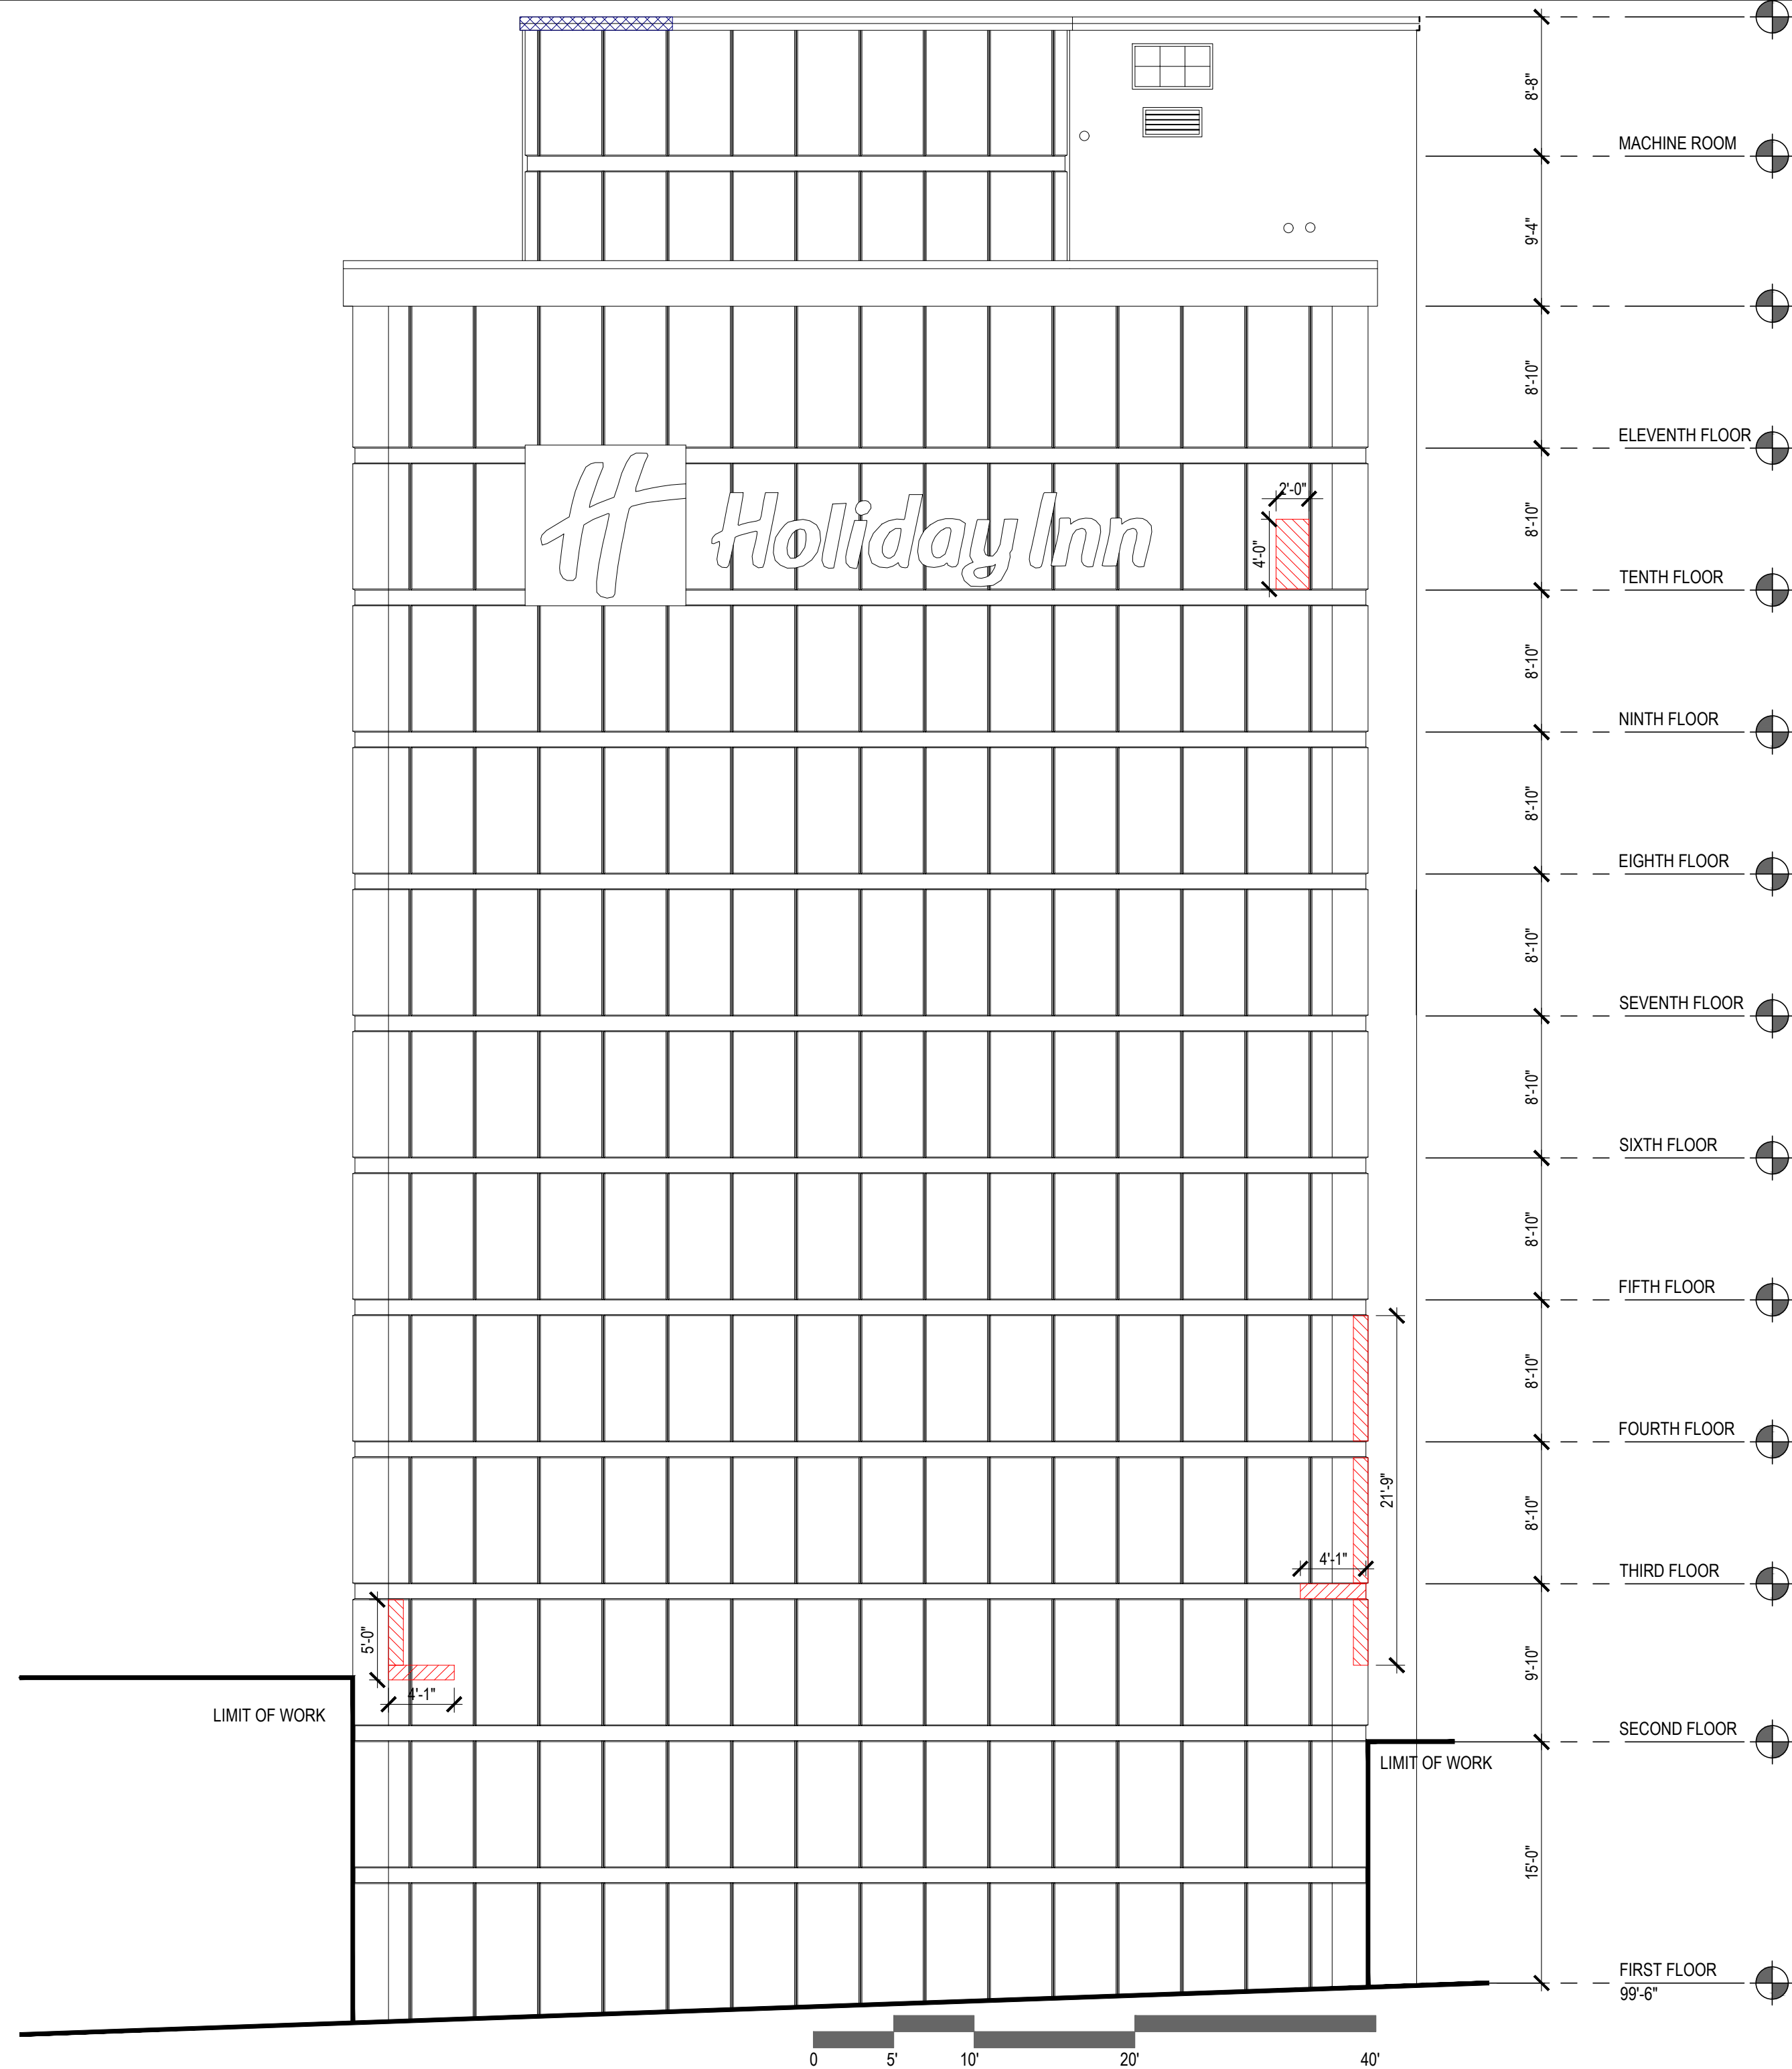 8'-8"
MACHINE ROOM
9'-4"
8'-10"
ELEVENTH FLOOR
Holiday Inn
2'-0"
8'-10"
4'-0"
TENTH FLOOR
8'-10"
NINTH FLOOR
8'-10"
EIGHTH FLOOR
8'-10"
SEVENTH FLOOR
8'-10"
SIXTH FLOOR
8'-10"
FIFTH FLOOR
8'-10"
FOURTH FLOOR
21'-9"
8'-10"
4'-1"
THIRD FLOOR
5'-0"
9'-10"
4'-1"
LIMIT OF WORK
SECOND FLOOR
LIMIT OF WORK
15'-0"
FIRST FLOOR
99'-6"
0 5' 10' 20' 40'